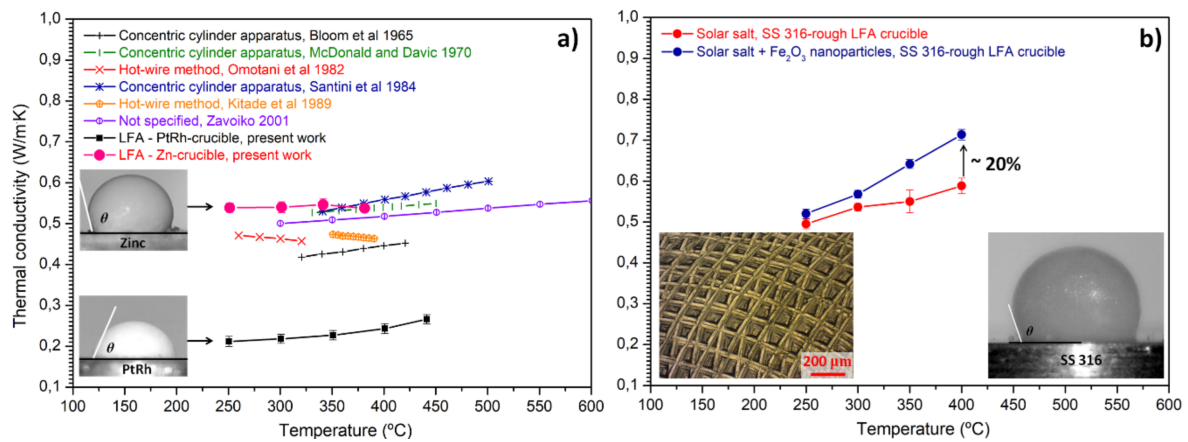 a)
Concentric cylinder apparatus, Bloom et al 1965
Concentric cylinder apparatus, McDonald and Davic 1970
Hot-wire method, Omotani et al 1982
Concentric cylinder apparatus, Santini et al 1984
Hot-wire method, Kitade et al 1989
Not specified, Zavoiko 2001
LFA - PtRh-crucible, present work
LFA - Zn-crucible, present work
Thermal conductivity (W/mK)
1,0
0,9
0,8
0,7
0,6
0,5
0,4
0,3
0,2
0,1
θ
Zinc
θ
PtRh
100 150 200 250 300 350 400 450 500 550 600
Temperature (ºC)
b)
Solar salt, SS 316-rough LFA crucible
Solar salt + Fe₂O₃ nanoparticles, SS 316-rough LFA crucible
1,0
0,9
0,8
0,7
0,6
0,5
0,4
0,3
0,2
0,1
~ 20%
200 µm
θ
SS 316
100 150 200 250 300 350 400 450 500 550 600
Temperature (ºC)